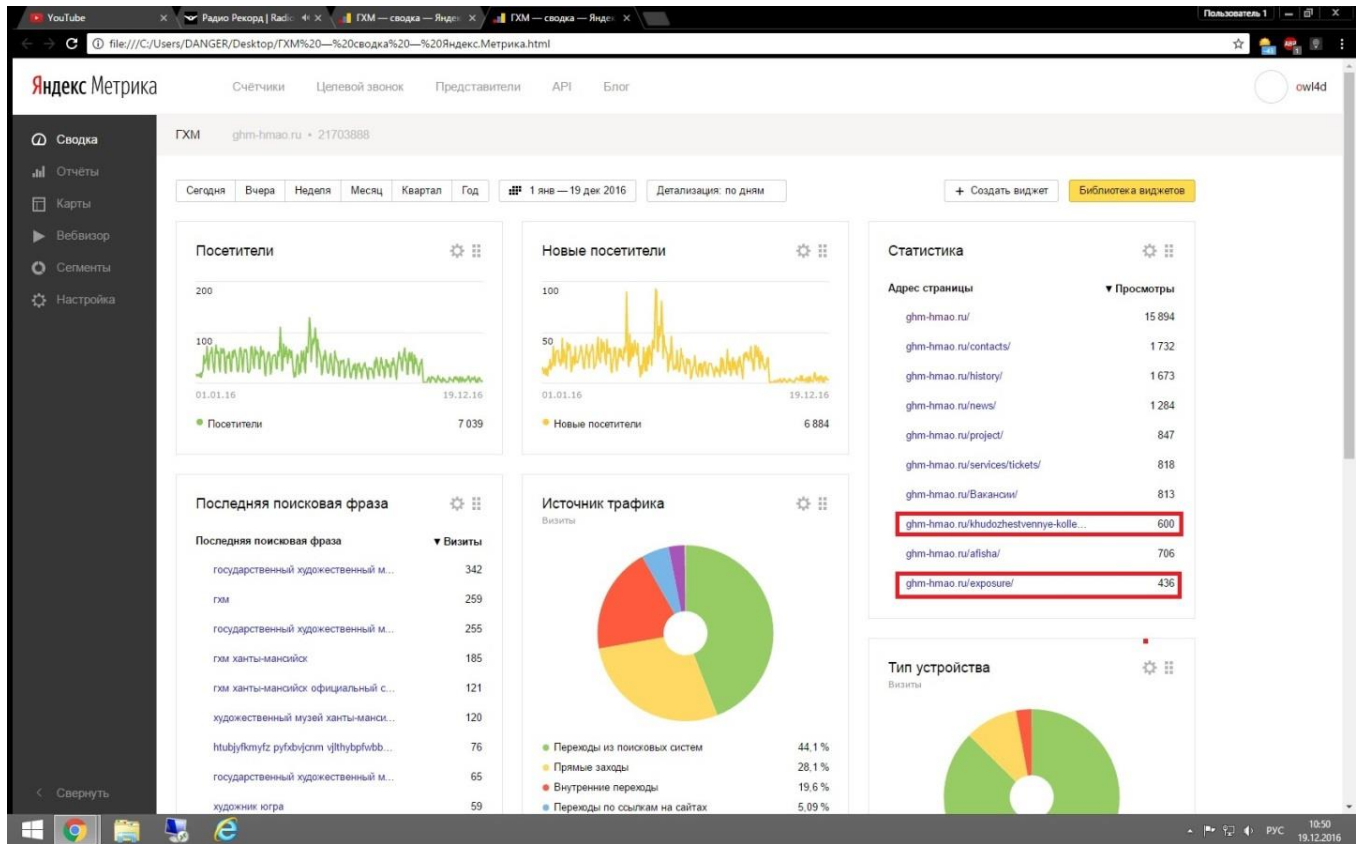 YouTube
Радио Рекорд | Radic
ГХМ — сводка — Яндек
ГХМ — сводка — Яндек
Пользователь 1
file:///C:/Users/DANGER/Desktop/ГХМ%20—%20сводка%20—%20Яндекс.Метрика.html
Яндекс Метрика
Счётчики Целевой звонок Представители API Блог
owl4d
ГХМ ghm-hmao.ru • 21703888
Сводка
Отчёты
Карты
Вебвизор
Сегменты
Настройка
Свернуть
Сегодня Вчера Неделя Месяц Квартал Год 1 янв — 19 дек 2016 Детализация: по дням
+ Создать виджет Библиотека виджетов
Посетители
200
100
01.01.16 19.12.16
Посетители 7 039
Новые посетители
100
50
01.01.16 19.12.16
Новые посетители 6 884
Статистика
Адрес страницы ▼ Просмотры
ghm-hmao.ru/ 15 894
ghm-hmao.ru/contacts/ 1 732
ghm-hmao.ru/history/ 1 673
ghm-hmao.ru/news/ 1 284
ghm-hmao.ru/project/ 847
ghm-hmao.ru/services/tickets/ 818
ghm-hmao.ru/Вакансии/ 813
ghm-hmao.ru/khudozhestvennye-kolle... 600
ghm-hmao.ru/afisha/ 706
ghm-hmao.ru/exposure/ 436
Последняя поисковая фраза
Последняя поисковая фраза ▼ Визиты
государственный художественный м... 342
гхм 259
государственный художественный м... 255
гхм ханты-мансийск 185
гхм ханты-мансийск официальный с... 121
художественный музей ханты-манси... 120
htubjyfkmyfz pyfxbvjcnm vjlthybpfwbb... 76
государственный художественный м... 65
художник югра 59
Источник трафика
Визиты
Переходы из поисковых систем 44,1 %
Прямые заходы 28,1 %
Внутренние переходы 19,6 %
Переходы по ссылкам на сайтах 5,09 %
Тип устройства
Визиты
РУС
10:50
19.12.2016